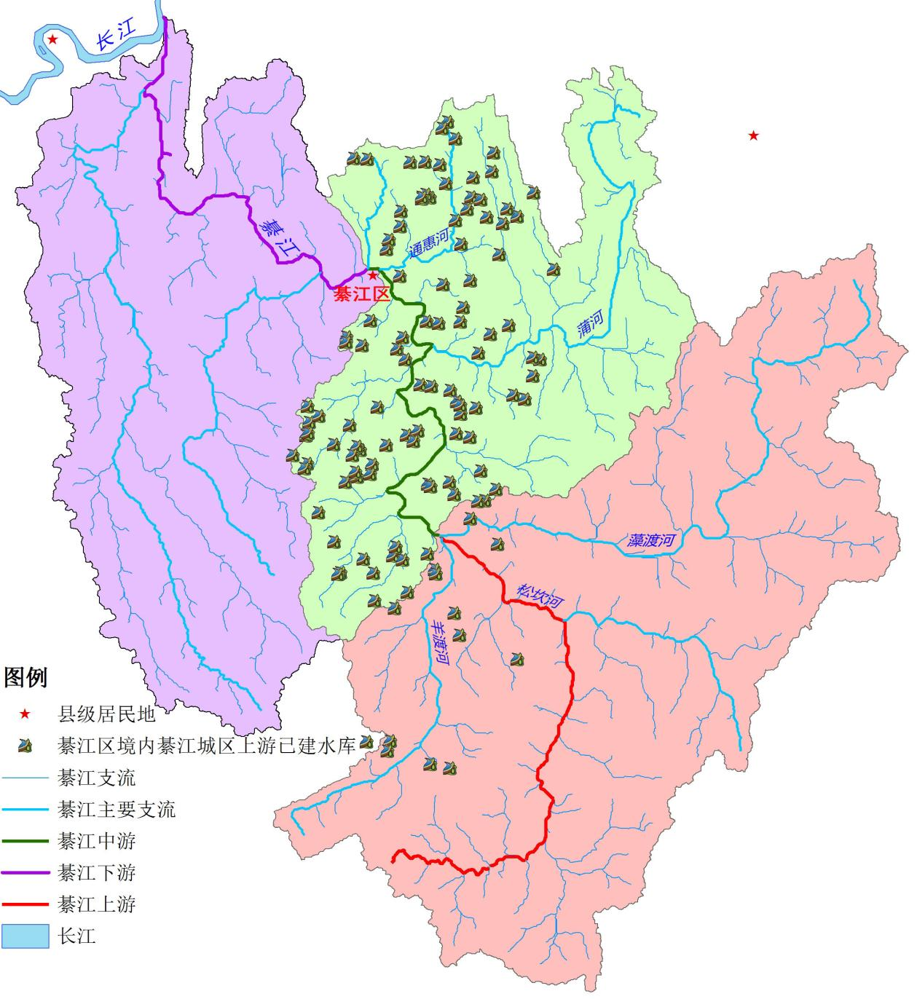 长江
綦江
通惠河
綦江区
蒲河
藻渡河
松坎河
羊渡河
图例
县级居民地
綦江区境内綦江城区上游已建水库
綦江支流
綦江主要支流
綦江中游
綦江下游
綦江上游
长江